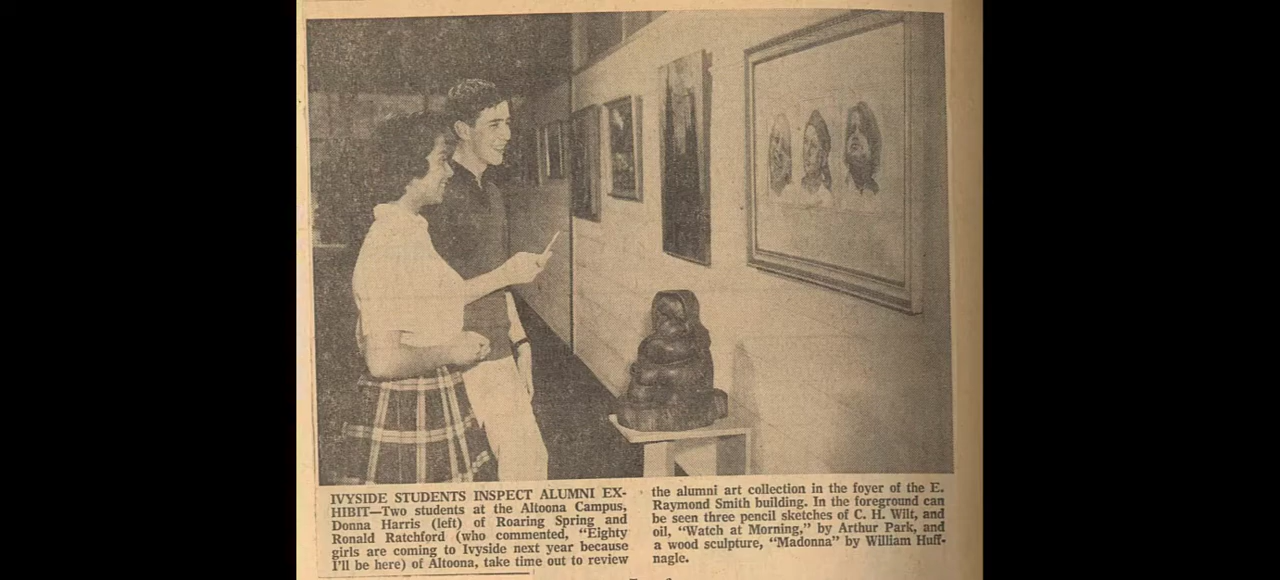 IVYSIDE STUDENTS INSPECT ALUMNI EX-
HIBIT—Two students at the Altoona Campus,
Donna Harris (left) of Roaring Spring and
Ronald Ratchford (who commented, “Eighty
girls are coming to Ivyside next year because
I'll be here) of Altoona, take time out to review
the alumni art collection in the foyer of the E.
Raymond Smith building. In the foreground can
be seen three pencil sketches of C. H. Wilt, and
oil, “Watch at Morning,” by Arthur Park, and
a wood sculpture, “Madonna” by William Huff-
nagle.